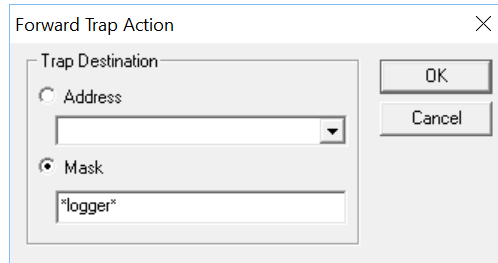 Forward Trap Action
Trap Destination
Address
Mask
*logger*
OK
Cancel